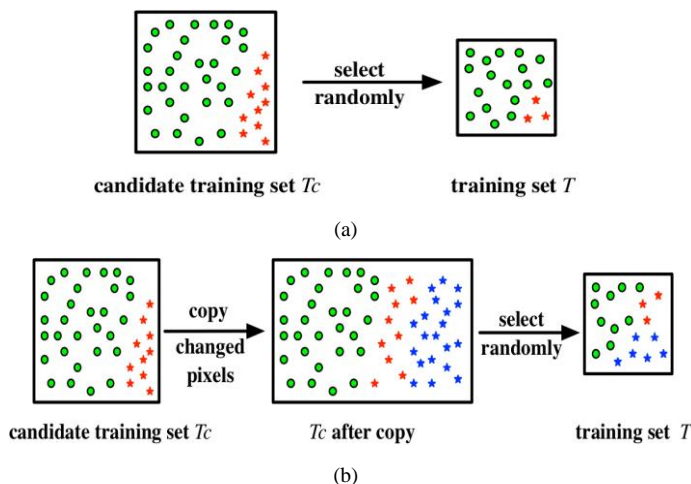 select
randomly
candidate training set Tc
training set T
(a)
copy
changed
pixels
select
randomly
candidate training set Tc
Tc after copy
training set T
(b)